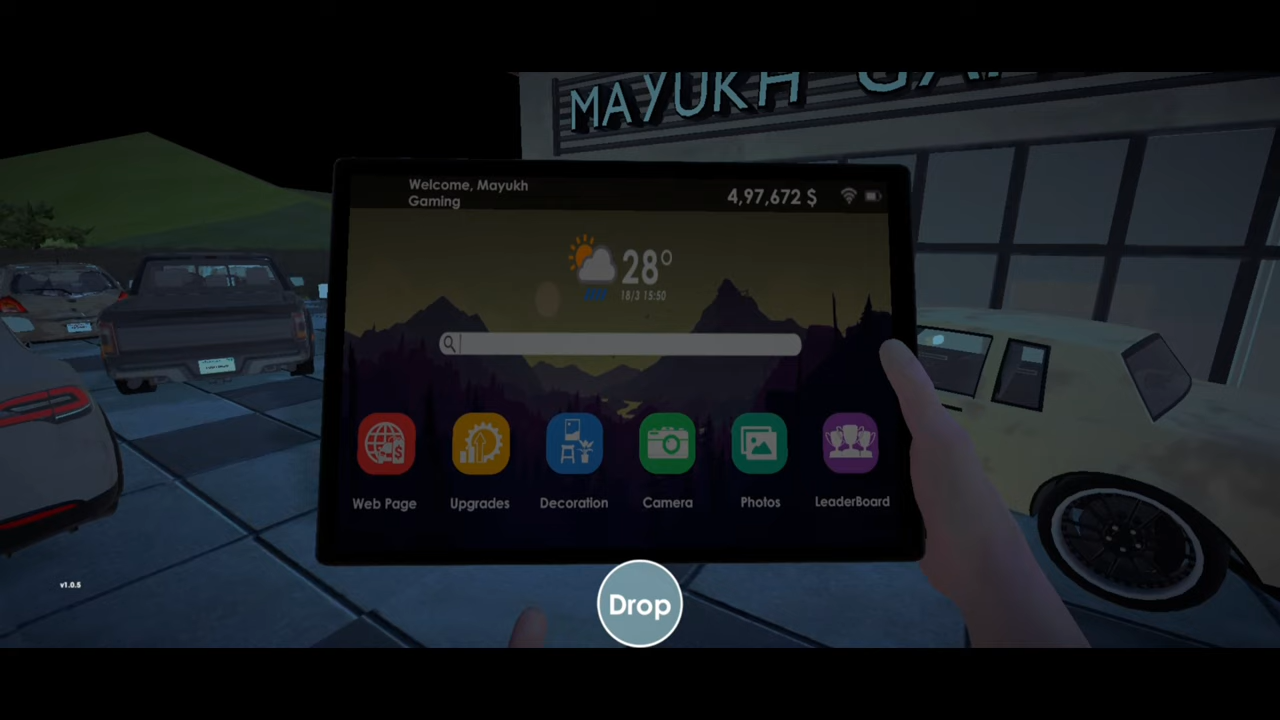 MAYUKH
Welcome, Mayukh
Gaming
4,97,672 $
28°
18/3 15:50
Web Page
Upgrades
Decoration
Camera
Photos
LeaderBoard
v1.0.5
Drop